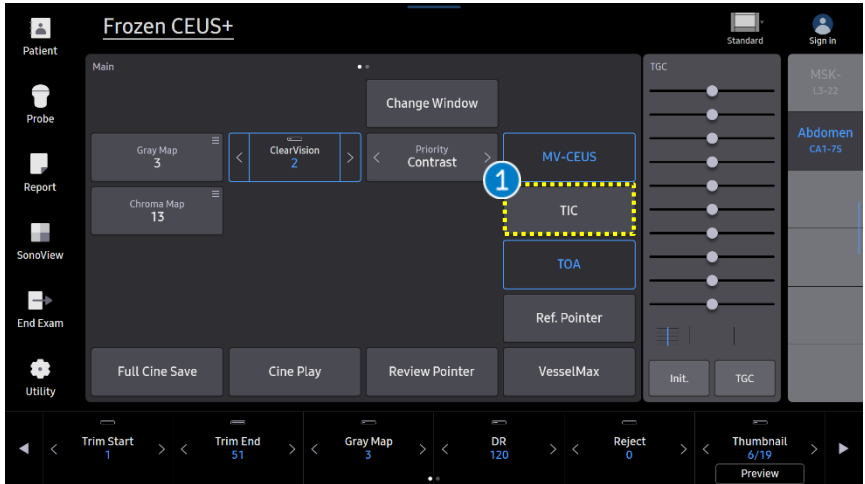 Frozen CEUS+
Standard
Sign in
Patient
Probe
Report
SonoView
End Exam
Utility
Main
Change Window
Gray Map
3
ClearVision
2
Priority
Contrast
MV-CEUS
Chroma Map
13
1
TIC
TOA
Ref. Pointer
Full Cine Save
Cine Play
Review Pointer
VesselMax
TGC
Init.
TGC
MSK-
L3-22
Abdomen
CA1-7S
Trim Start
1
Trim End
51
Gray Map
3
DR
120
Reject
0
Thumbnail
6/19
Preview